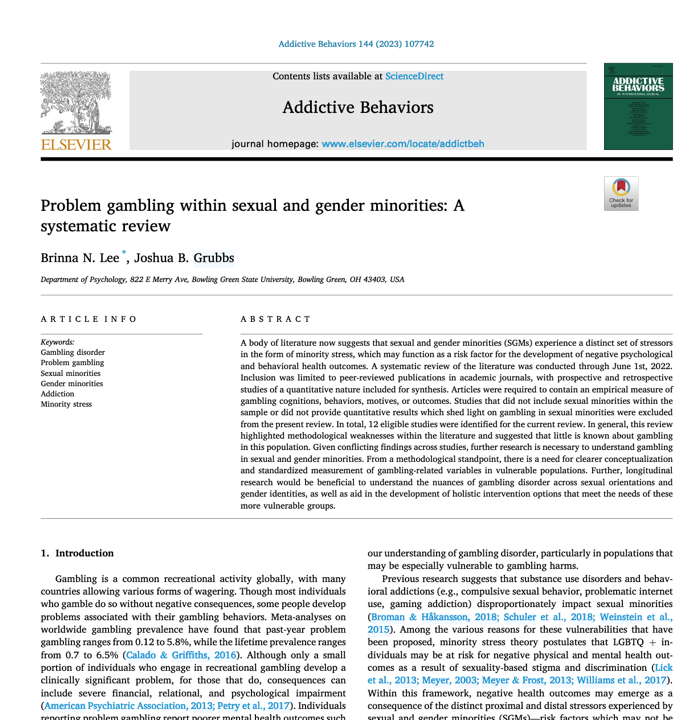 Addictive Behaviors 144 (2023) 107742
Contents lists available at ScienceDirect
Addictive Behaviors
journal homepage: www.elsevier.com/locate/addictbeh
ELSEVIER
ADDICTIVE
BEHAVIORS
Check for
updates
Problem gambling within sexual and gender minorities: A
systematic review
Brinna N. Lee *, Joshua B. Grubbs
Department of Psychology, 822 E Merry Ave, Bowling Green State University, Bowling Green, OH 43403, USA
ARTICLE INFO
Keywords:
Gambling disorder
Problem gambling
Sexual minorities
Gender minorities
Addiction
Minority stress
ABSTRACT
A body of literature now suggests that sexual and gender minorities (SGMs) experience a distinct set of stressors
in the form of minority stress, which may function as a risk factor for the development of negative psychological
and behavioral health outcomes. A systematic review of the literature was conducted through June 1st, 2022.
Inclusion was limited to peer-reviewed publications in academic journals, with prospective and retrospective
studies of a quantitative nature included for synthesis. Articles were required to contain an empirical measure of
gambling cognitions, behaviors, motives, or outcomes. Studies that did not include sexual minorities within the
sample or did not provide quantitative results which shed light on gambling in sexual minorities were excluded
from the present review. In total, 12 eligible studies were identified for the current review. In general, this review
highlighted methodological weaknesses within the literature and suggested that little is known about gambling
in this population. Given conflicting findings across studies, further research is necessary to understand gambling
in sexual and gender minorities. From a methodological standpoint, there is a need for clearer conceptualization
and standardized measurement of gambling-related variables in vulnerable populations. Further, longitudinal
research would be beneficial to understand the nuances of gambling disorder across sexual orientations and
gender identities, as well as aid in the development of holistic intervention options that meet the needs of these
more vulnerable groups.
1. Introduction
Gambling is a common recreational activity globally, with many
countries allowing various forms of wagering. Though most individuals
who gamble do so without negative consequences, some people develop
problems associated with their gambling behaviors. Meta-analyses on
worldwide gambling prevalence have found that past-year problem
gambling ranges from 0.12 to 5.8%, while the lifetime prevalence ranges
from 0.7 to 6.5% (Calado & Griffiths, 2016). Although only a small
portion of individuals who engage in recreational gambling develop a
clinically significant problem, for those that do, consequences can
include severe financial, relational, and psychological impairment
(American Psychiatric Association, 2013; Petry et al., 2017). Individuals
reporting problem gambling report poorer mental health outcomes such
our understanding of gambling disorder, particularly in populations that
may be especially vulnerable to gambling harms.
Previous research suggests that substance use disorders and behav-
ioral addictions (e.g., compulsive sexual behavior, problematic internet
use, gaming addiction) disproportionately impact sexual minorities
(Broman & Håkansson, 2018; Schuler et al., 2018; Weinstein et al.,
2015). Among the various reasons for these vulnerabilities that have
been proposed, minority stress theory postulates that LGBTQ + in-
dividuals may be at risk for negative physical and mental health out-
comes as a result of sexuality-based stigma and discrimination (Lick
et al., 2013; Meyer, 2003; Meyer & Frost, 2013; Williams et al., 2017).
Within this framework, negative health outcomes may emerge as a
consequence of the distinct proximal and distal stressors experienced by
sexual and gender minorities (SGMs)—risk factors which may not be